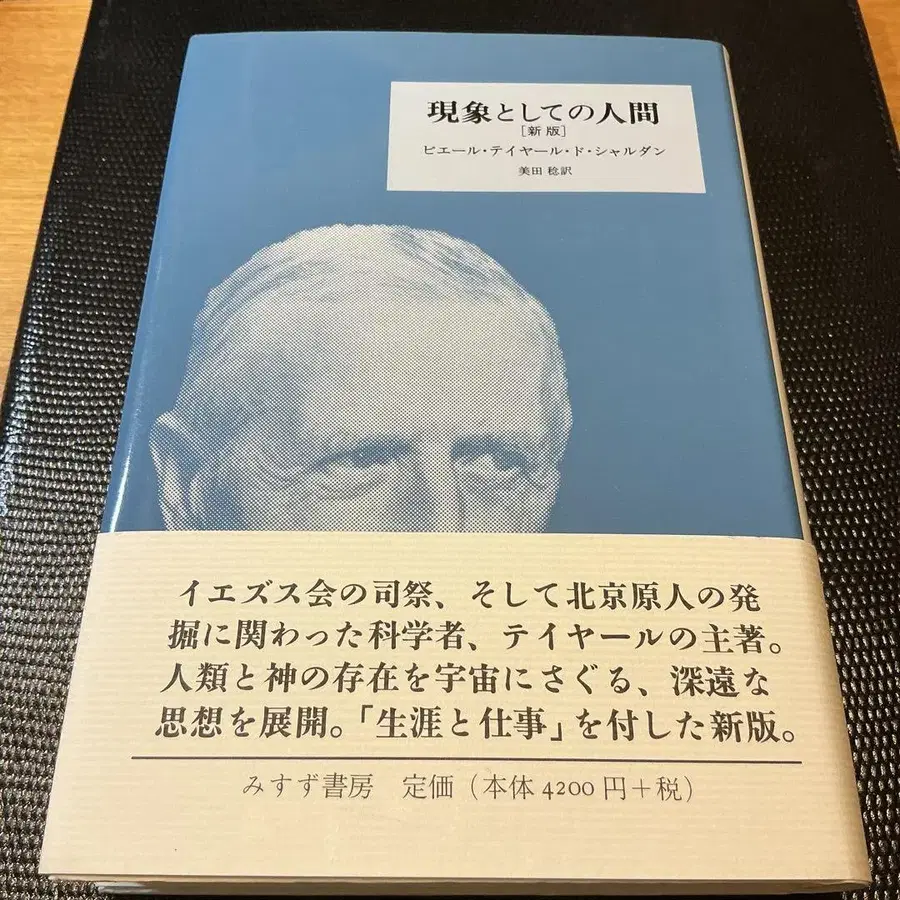 現象としての人間
［新版］
ピエール・テイヤール・ド・シャルダン
美田 稔訳
イエズス会の司祭、そして北京原人の発
掘に関わった科学者、テイヤールの主著。
人類と神の存在を宇宙にさぐる、深遠な
思想を展開。「生涯と仕事」を付した新版。
みすず書房　定価（本体4200円＋税）